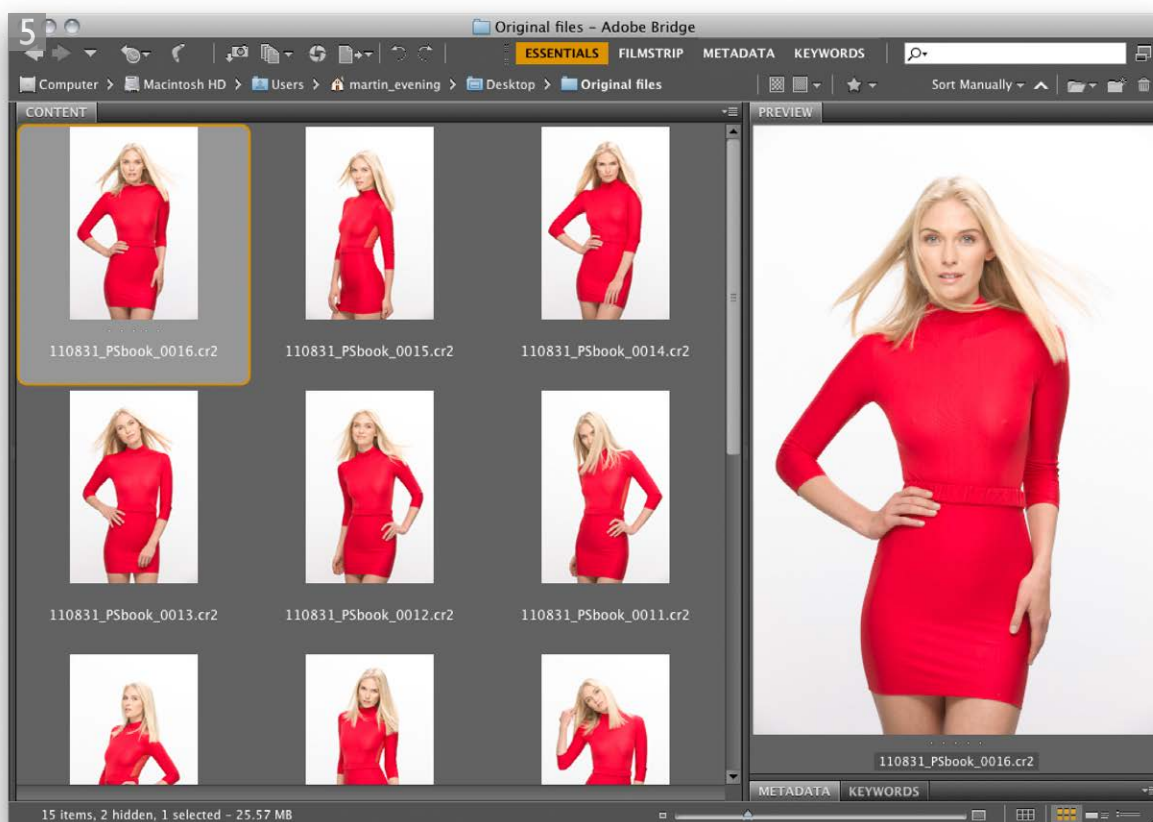 5
Original files – Adobe Bridge
ESSENTIALS FILMSTRIP METADATA KEYWORDS
Computer > Macintosh HD > Users > martin_evening > Desktop > Original files
Sort Manually
CONTENT
PREVIEW
110831_PSbook_0016.cr2 110831_PSbook_0015.cr2 110831_PSbook_0014.cr2
110831_PSbook_0013.cr2 110831_PSbook_0012.cr2 110831_PSbook_0011.cr2
110831_PSbook_0016.cr2
METADATA KEYWORDS
15 items, 2 hidden, 1 selected – 25.57 MB